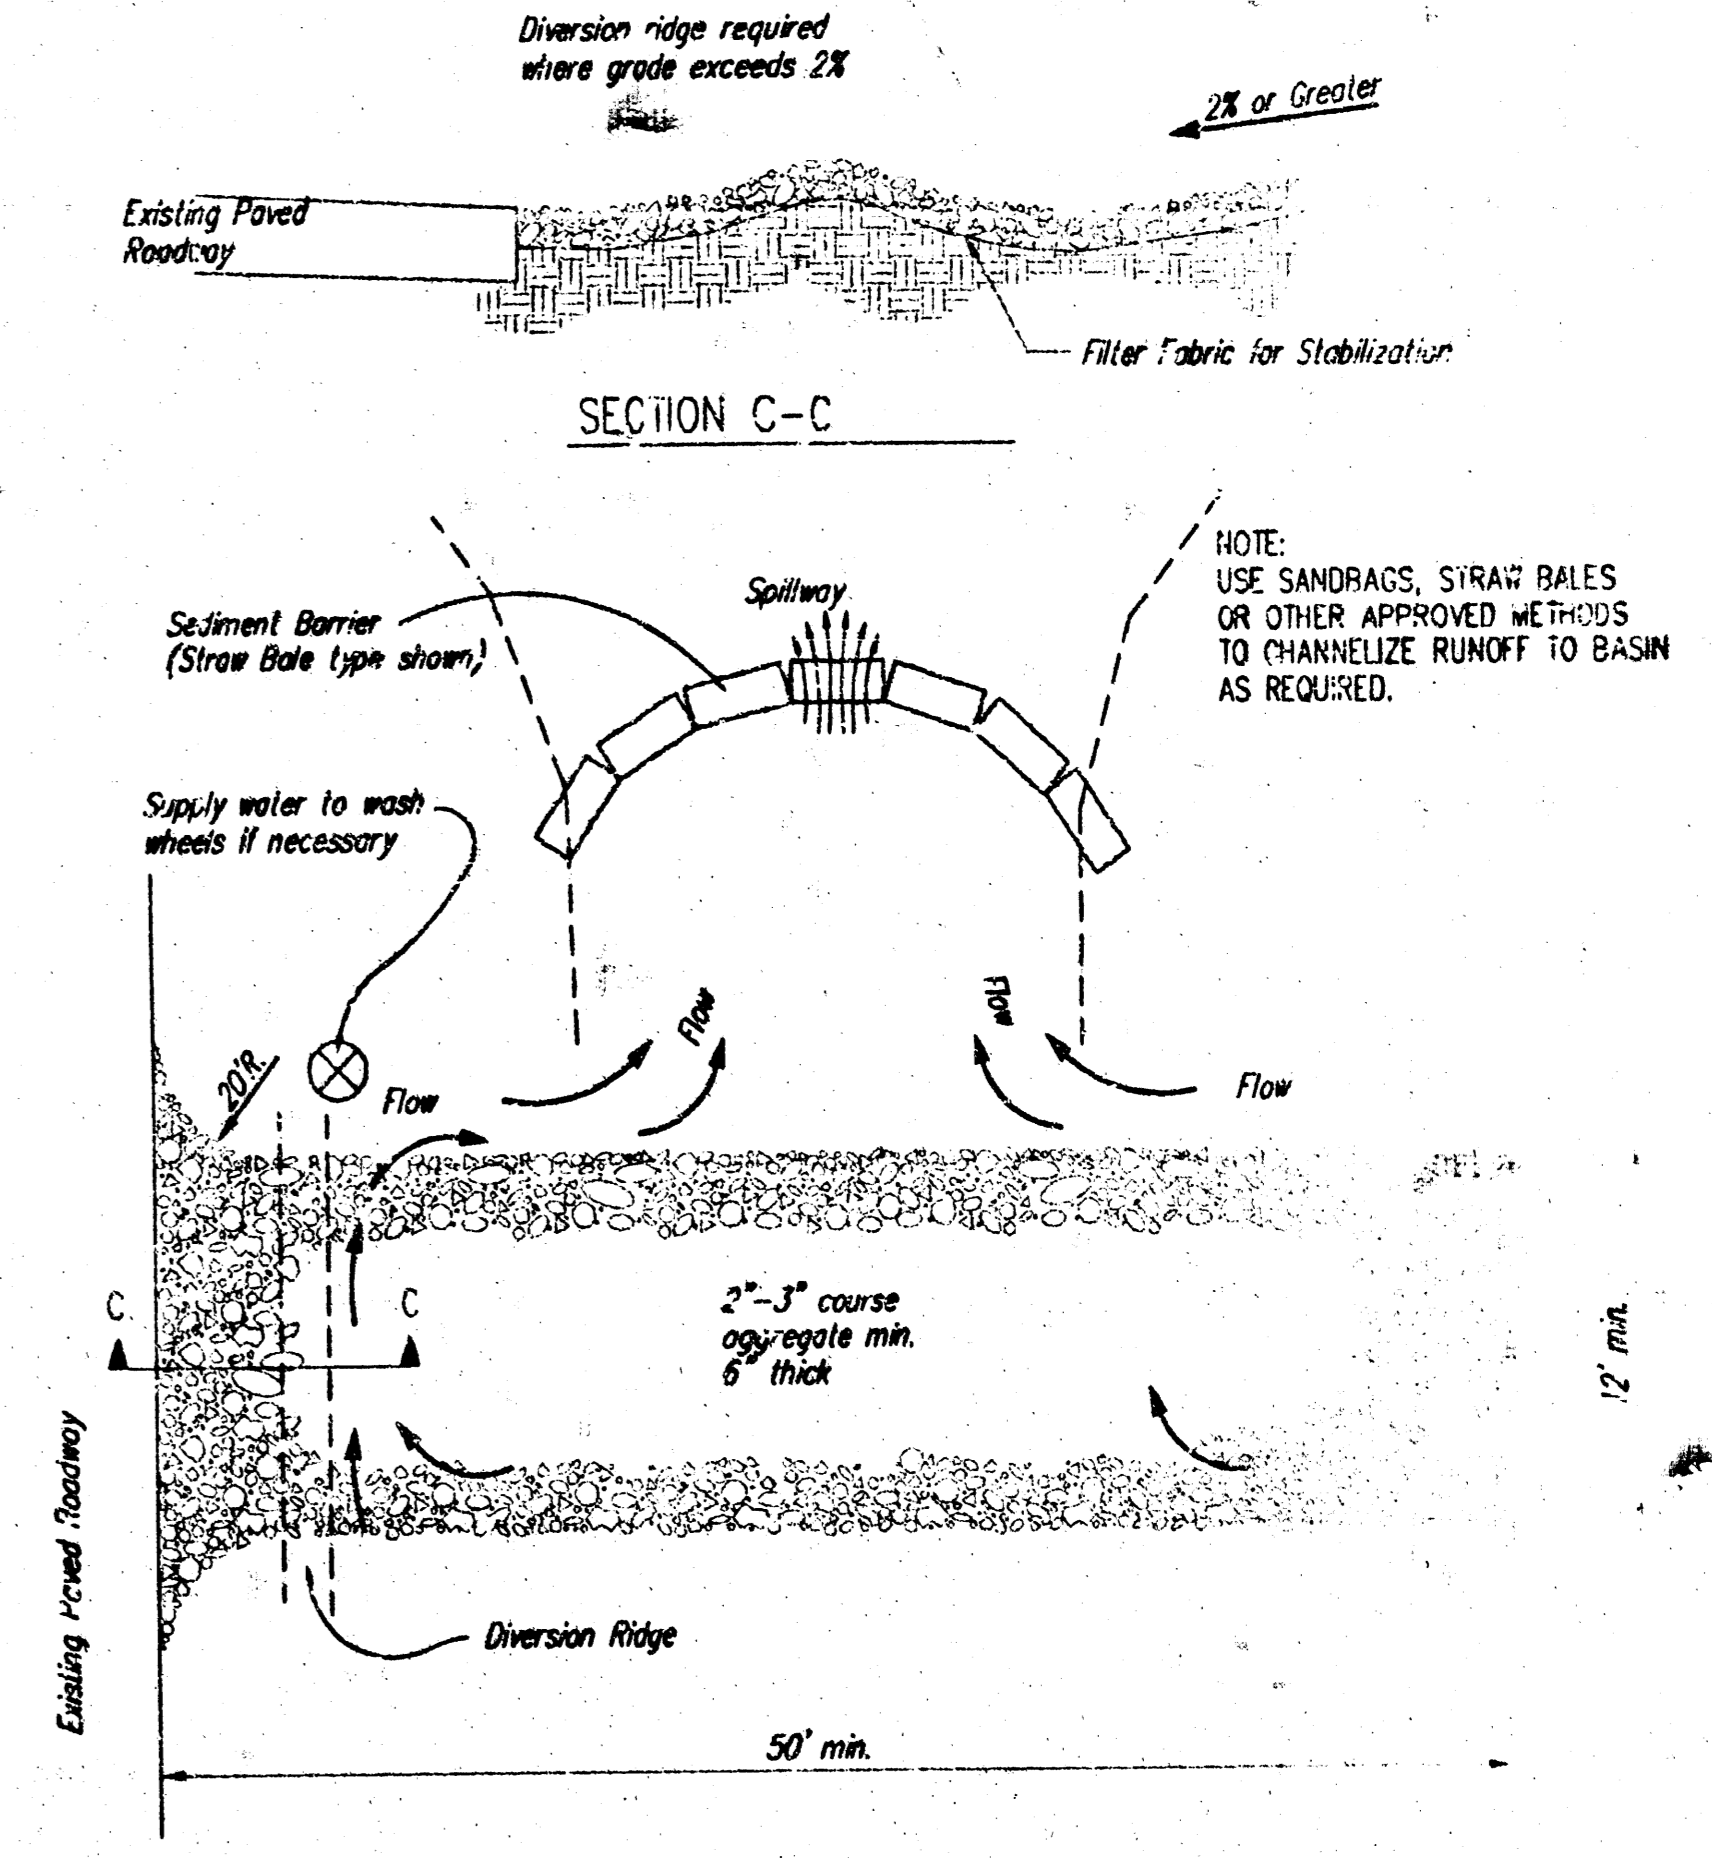 Diversion ridge required
where grade exceeds 2%
2% or Greater
Existing Paved
Roadway
Filter Fabric for Stabilization
SECTION C-C
NOTE:
USE SANDBAGS, STRAW BALES
OR OTHER APPROVED METHODS
TO CHANNELIZE RUNOFF TO BASIN
AS REQUIRED.
Spillway
Sediment Barrier
(Straw Bale type shown)
Supply water to wash
wheels if necessary
Flow
Flow
20'R.
Flow
Flow
C
C
2"-3" course
aggregate min.
6" thick
12' min.
Existing Paved Roadway
Diversion Ridge
50' min.